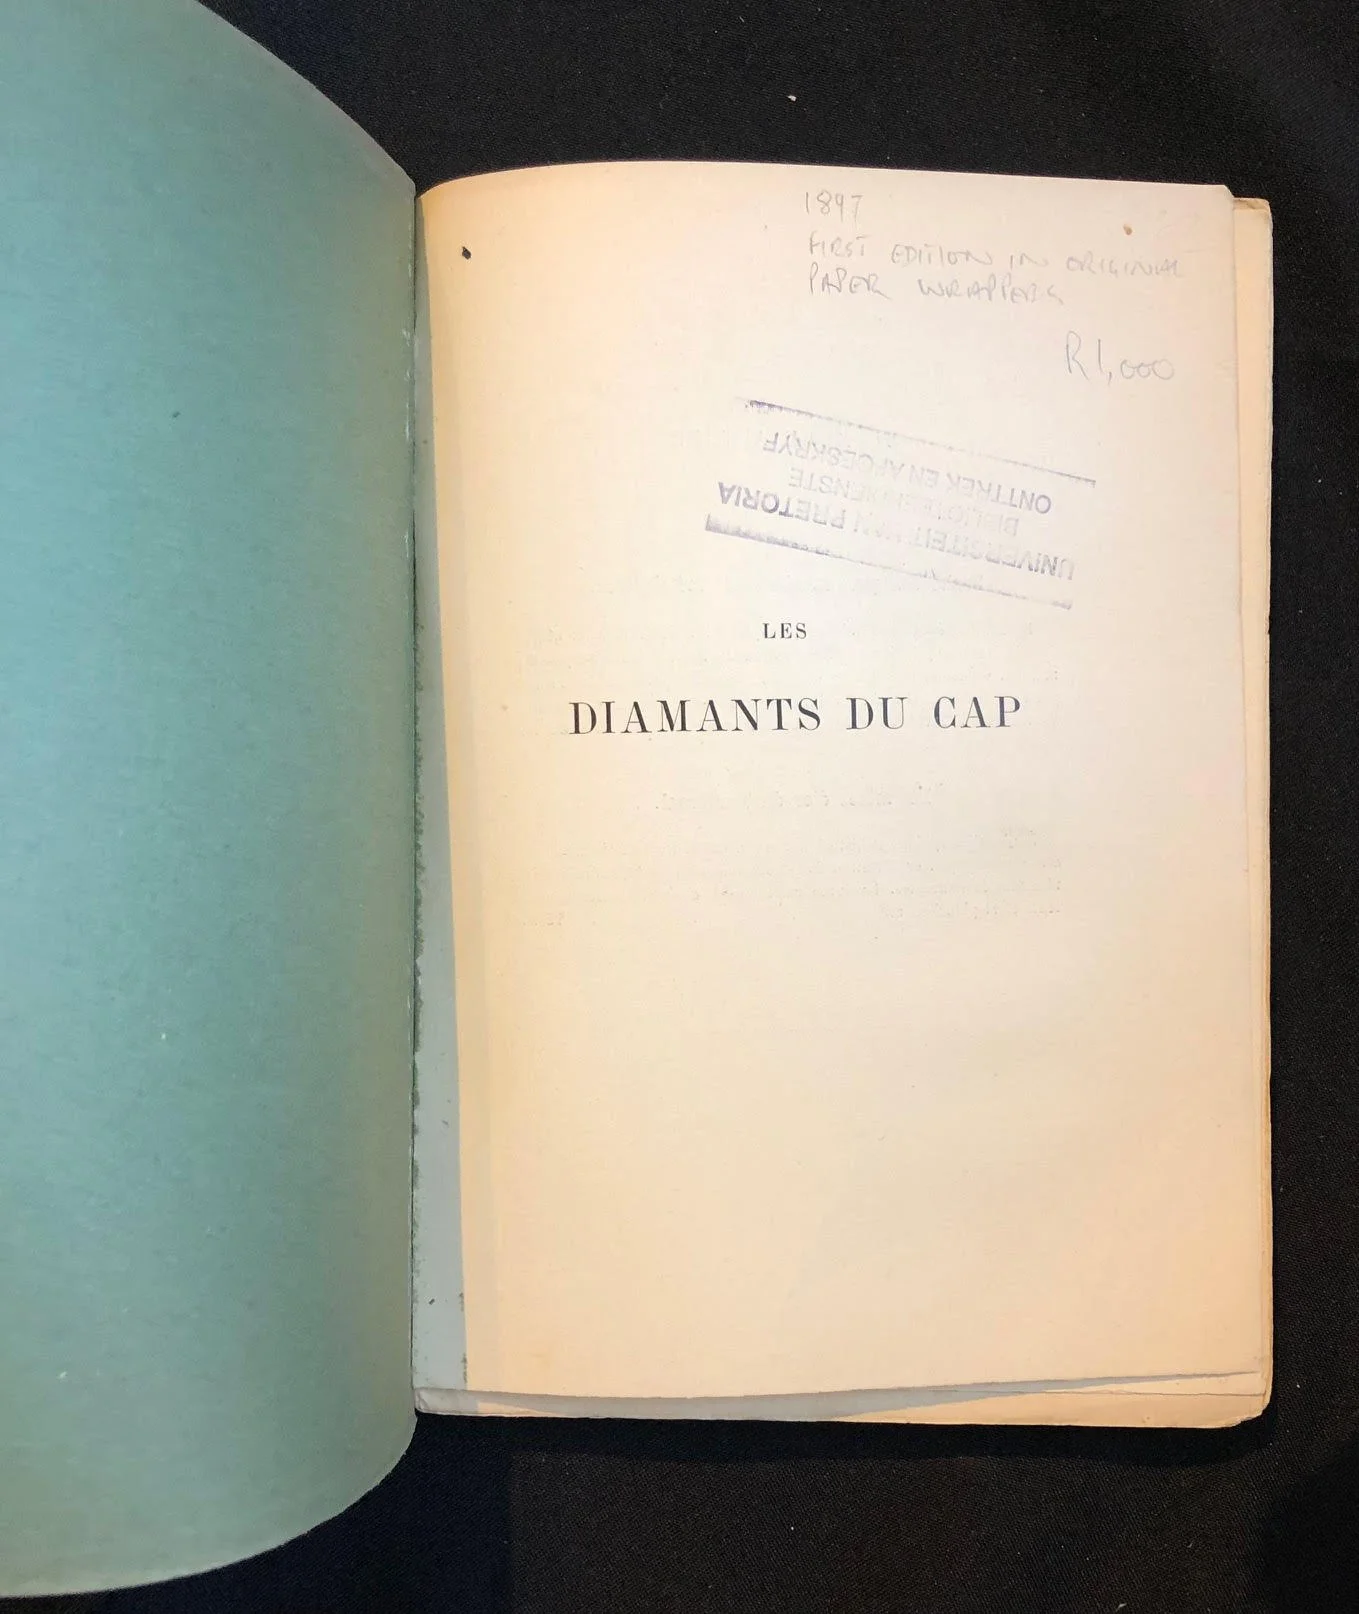 1897
FIRST EDITION IN ORIGINAL
PAPER WRAPPERS
R1,000
UNIVERSITEIT VAN PRETORIA
BIBLIOTEEKDIENSTE
ONTTREK EN AFGESKRYF
LES
DIAMANTS DU CAP